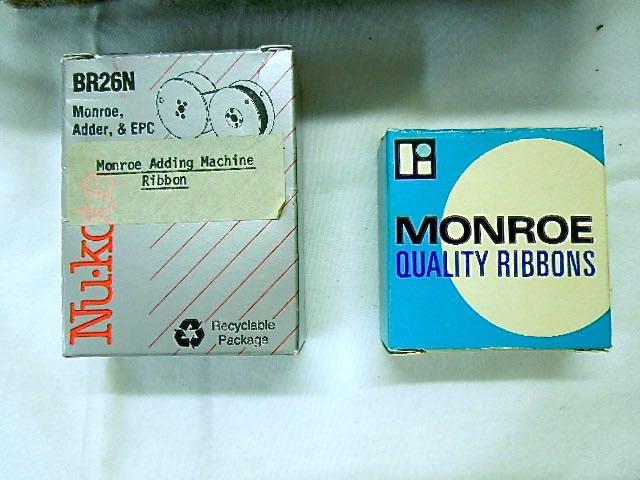 BR26N
Monroe,
Adder, & EPC
Monroe Adding Machine
Ribbon
Nu-kote
Recyclable
Package
MONROE
QUALITY RIBBONS